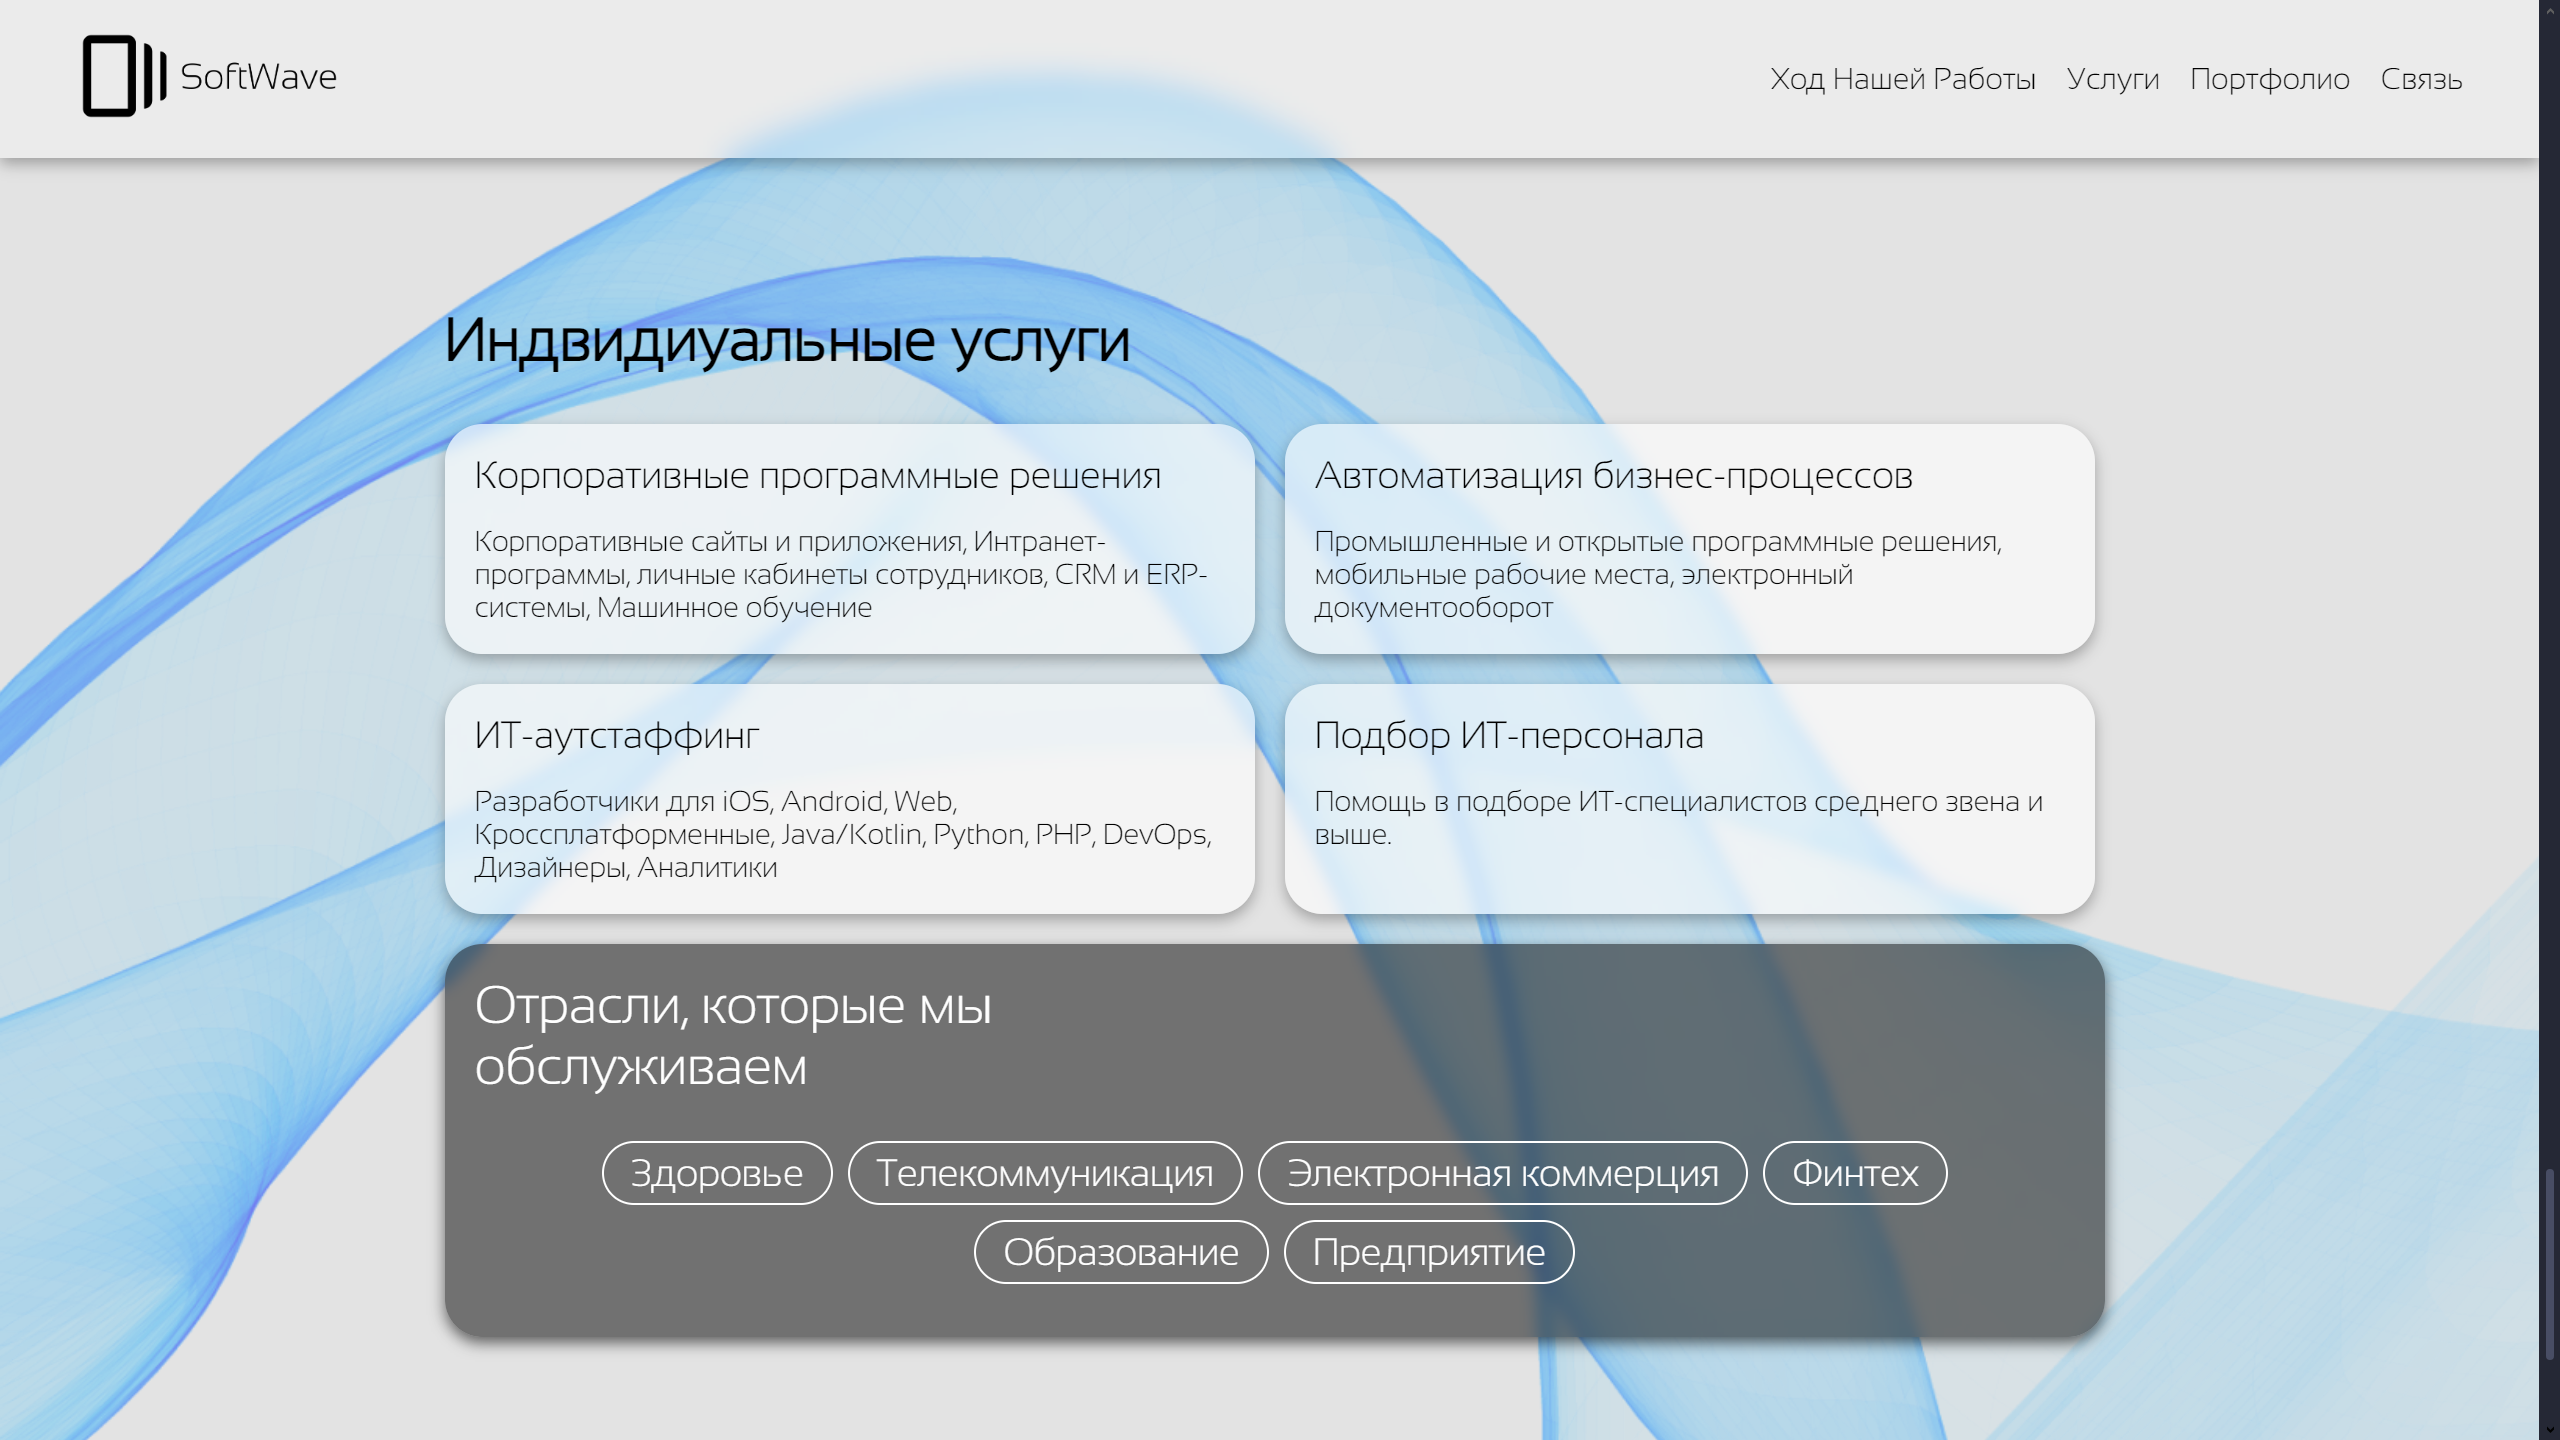 SoftWave
Ход Нашей Работы
Услуги
Портфолио
Связь
Индвидиуальные услуги
Корпоративные программные решения
Корпоративные сайты и приложения, Интранет-
программы, личные кабинеты сотрудников, CRM и ERP-
системы, Машинное обучение
Автоматизация бизнес-процессов
Промышленные и открытые программные решения,
мобильные рабочие места, электронный
документооборот
ИТ-аутстаффинг
Разработчики для iOS, Android, Web,
Кроссплатформенные, Java/Kotlin, Python, PHP, DevOps,
Дизайнеры, Аналитики
Подбор ИТ-персонала
Помощь в подборе ИТ-специалистов среднего звена и
выше.
Отрасли, которые мы
обслуживаем
Здоровье
Телекоммуникация
Электронная коммерция
Финтех
Образование
Предприятие